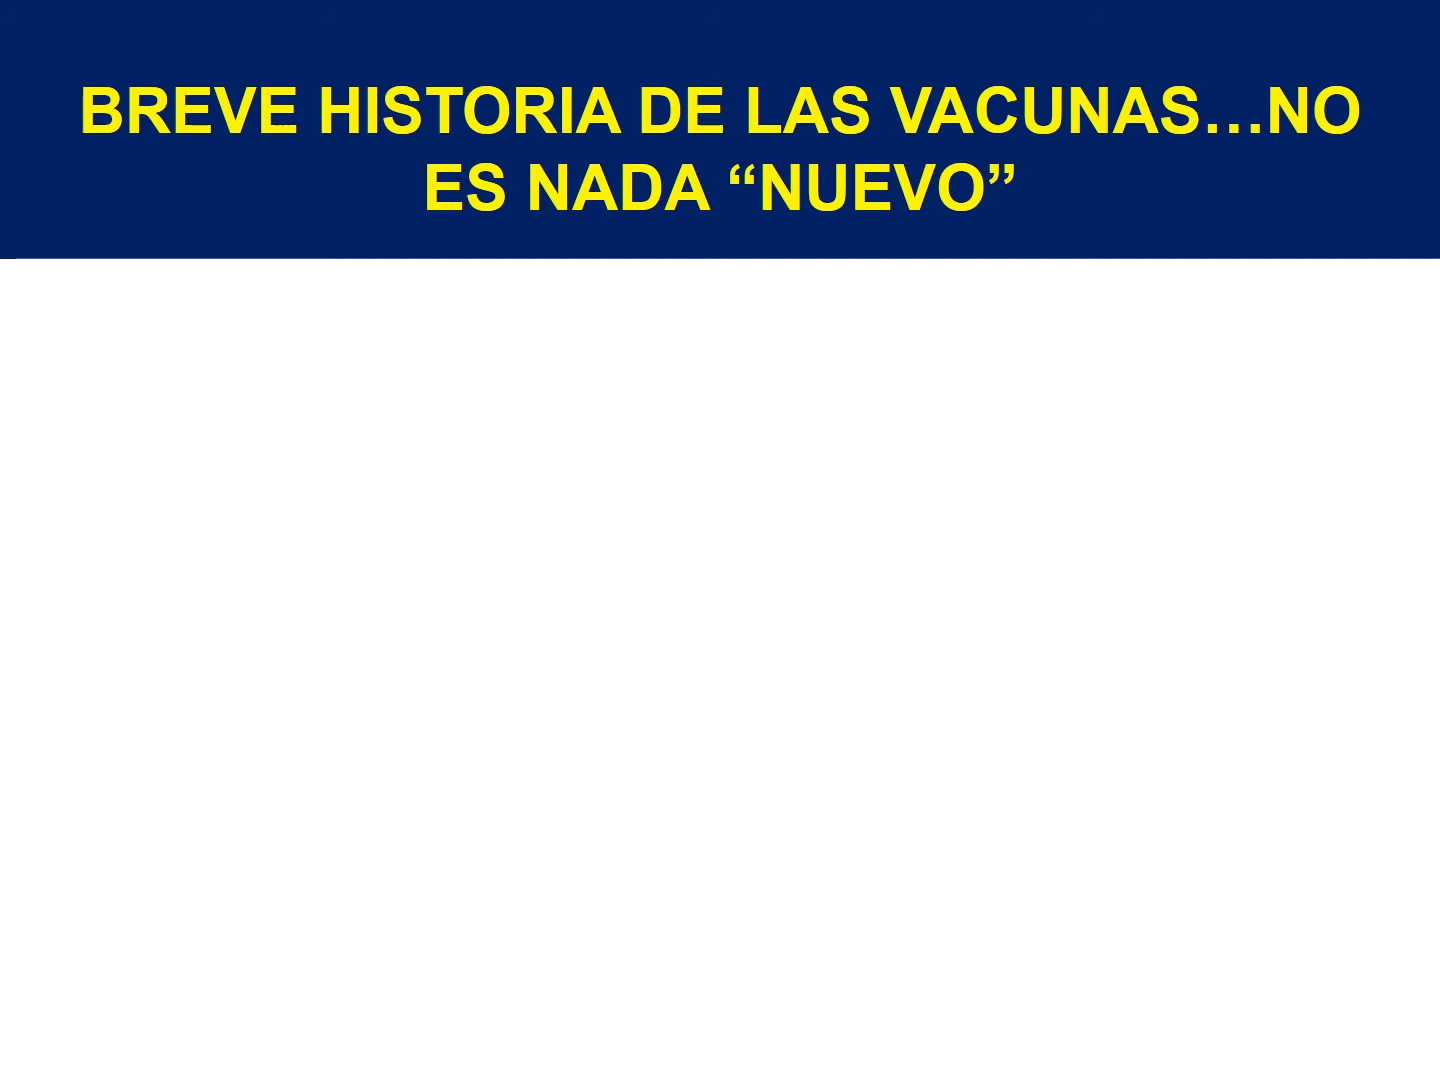 BREVE HISTORIA DE LAS VACUNAS…NO
ES NADA “NUEVO”